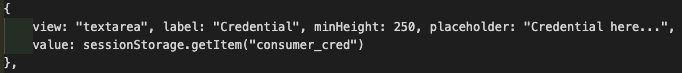 {
view: "textarea", label: "Credential", minHeight: 250, placeholder: "Credential here...",
value: sessionStorage.getItem("consumer_cred")
},